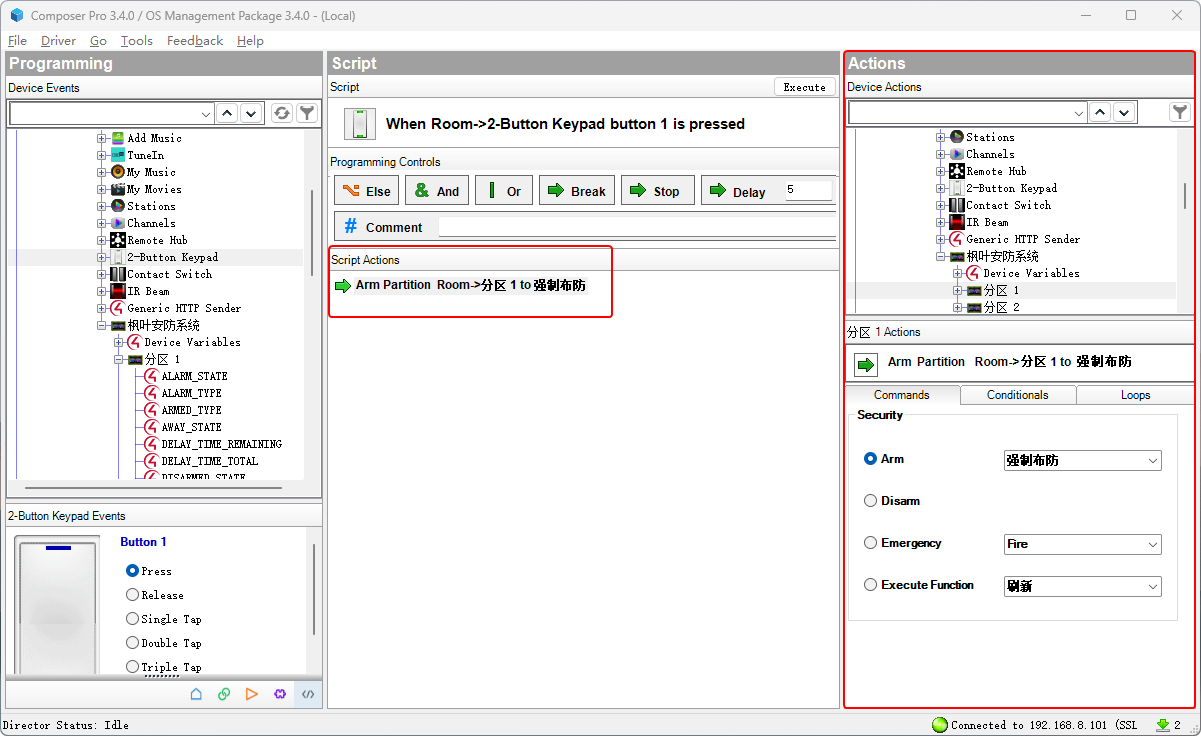 Composer Pro 3.4.0 / OS Management Package 3.4.0 - (Local)
File Driver Go Tools Feedback Help
Programming
Device Events
Add Music
TuneIn
My Music
My Movies
Stations
Channels
Remote Hub
2-Button Keypad
Contact Switch
IR Beam
Generic HTTP Sender
枫叶安防系统
Device Variables
分区 1
ALARM_STATE
ALARM_TYPE
ARMED_TYPE
AWAY_STATE
DELAY_TIME_REMAINING
DELAY_TIME_TOTAL
DISARMED_STATE
2-Button Keypad Events
Button 1
Press
Release
Single Tap
Double Tap
Triple Tap
Script
Script
Execute
When Room->2-Button Keypad button 1 is pressed
Programming Controls
Else
And
Or
Break
Stop
Delay
5
# Comment
Script Actions
Arm Partition Room->分区 1 to 强制布防
Actions
Device Actions
Stations
Channels
Remote Hub
2-Button Keypad
Contact Switch
IR Beam
Generic HTTP Sender
枫叶安防系统
Device Variables
分区 1
分区 2
分区 1 Actions
Arm Partition Room->分区 1 to 强制布防
Commands
Conditionals
Loops
Security
Arm
强制布防
Disarm
Emergency
Fire
Execute Function
刷新
Director Status: Idle
Connected to 192.168.8.101 (SSL
2